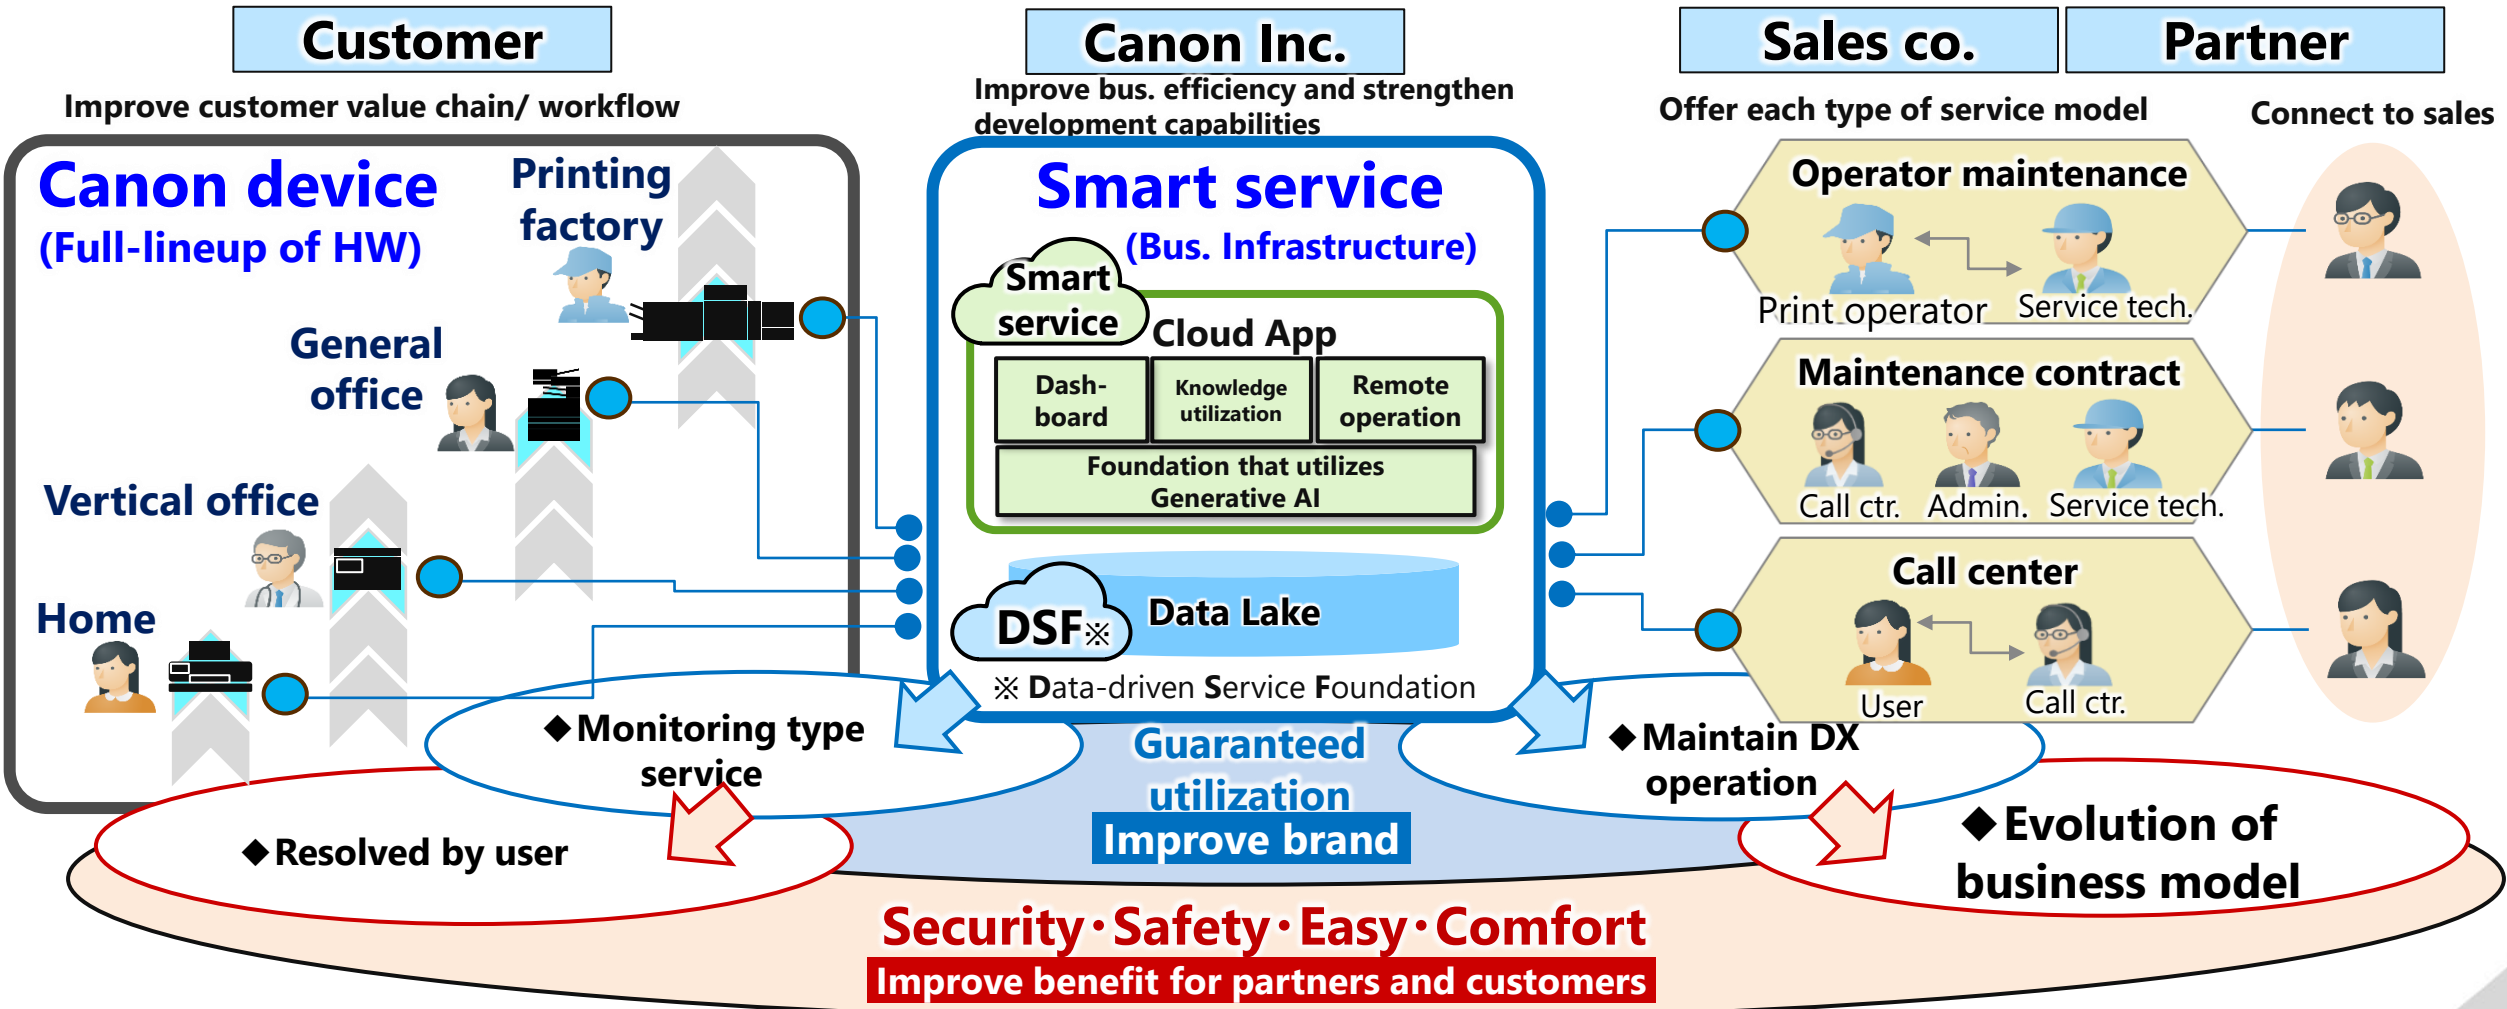 Customer
Canon Inc.
Sales co.
Partner
Improve customer value chain/ workflow
Improve bus. efficiency and strengthen
development capabilities
Offer each type of service model
Connect to sales
Canon device
(Full-lineup of HW)
Printing
factory
General
office
Vertical office
Home
Smart service
(Bus. Infrastructure)
Smart
service
Cloud App
Dash-
board
Knowledge
utilization
Remote
operation
Foundation that utilizes
Generative AI
DSF※
Data Lake
※ Data-driven Service Foundation
Operator maintenance
Print operator
Service tech.
Maintenance contract
Call ctr.
Admin.
Service tech.
Call center
User
Call ctr.
◆Monitoring type
service
◆Resolved by user
Guaranteed
utilization
Improve brand
◆Maintain DX
operation
◆Evolution of
business model
Security・Safety・Easy・Comfort
Improve benefit for partners and customers